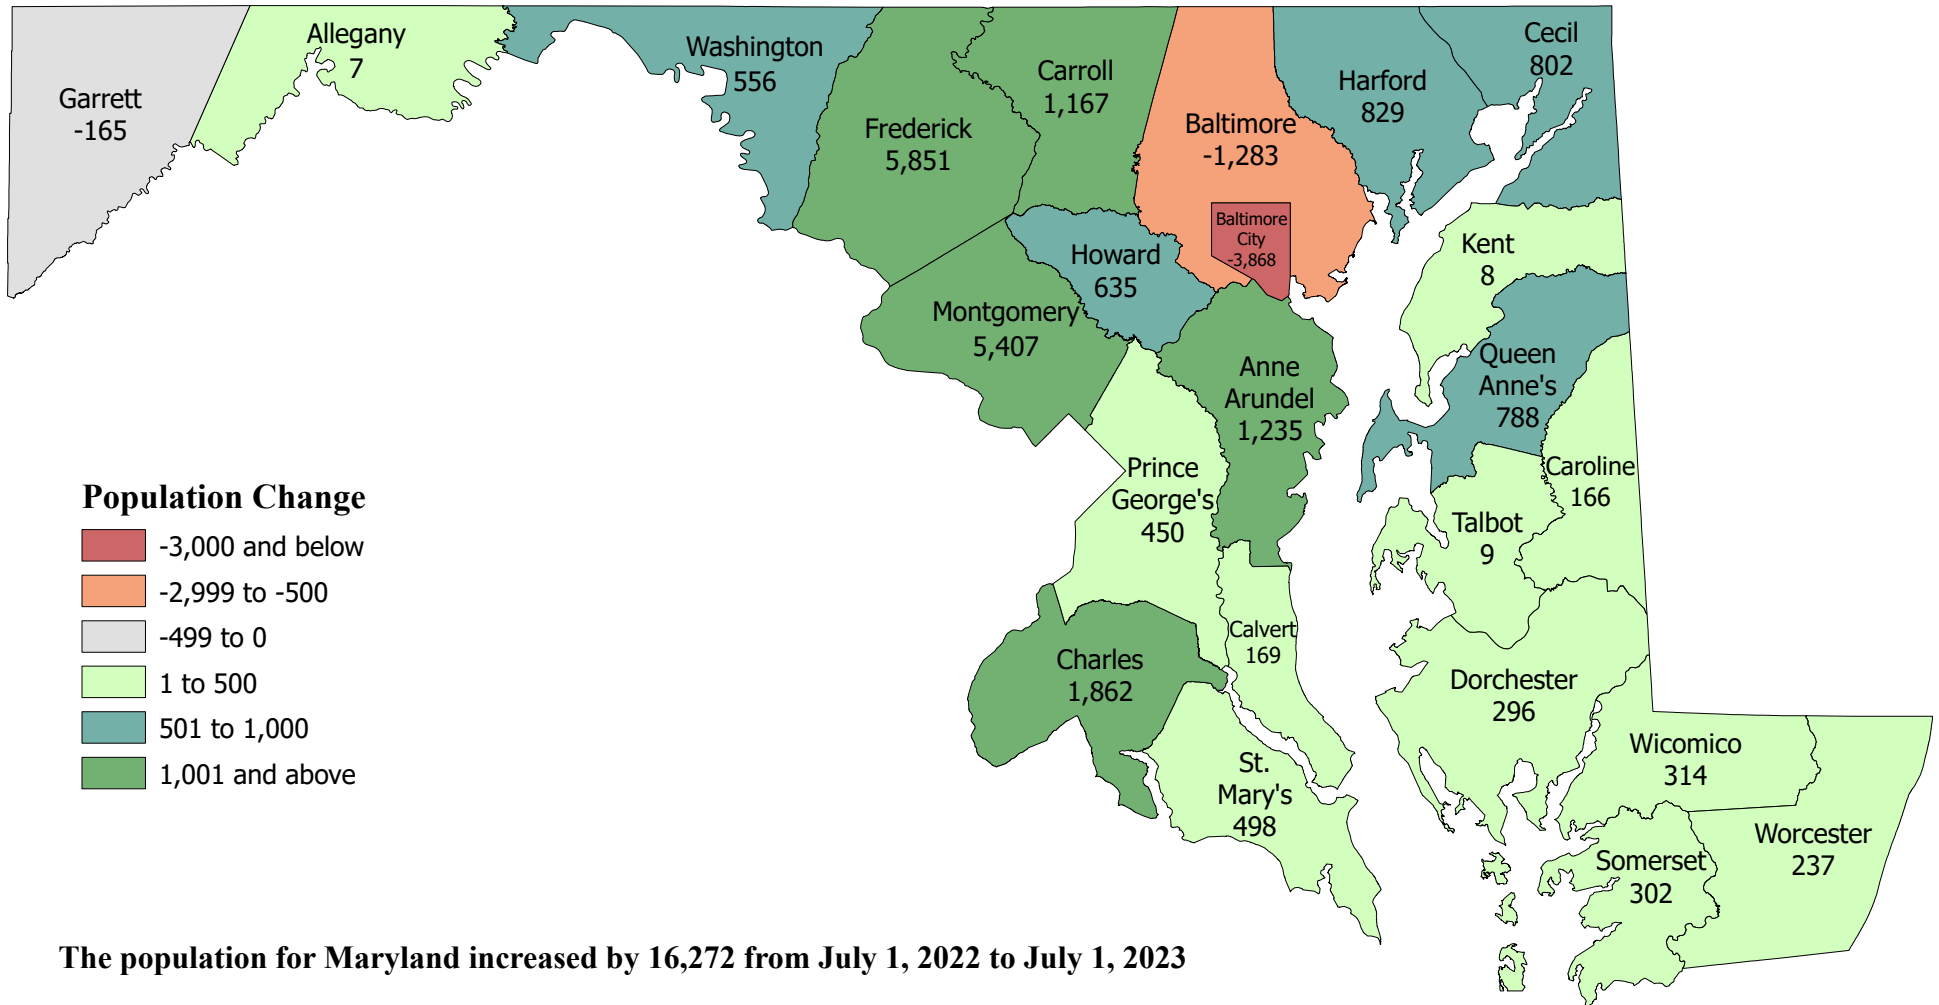 Allegany
7
Washington
556
Cecil
802
Garrett
-165
Carroll
1,167
Harford
829
Frederick
5,851
Baltimore
-1,283
Baltimore
City
-3,868
Howard
635
Kent
8
Montgomery
5,407
Anne
Arundel
1,235
Queen
Anne's
788
Prince
George's
450
Caroline
166
Talbot
9
Population Change
-3,000 and below
-2,999 to -500
-499 to 0
1 to 500
501 to 1,000
1,001 and above
Calvert
169
Charles
1,862
Dorchester
296
St.
Mary's
498
Wicomico
314
Worcester
237
Somerset
302
The population for Maryland increased by 16,272 from July 1, 2022 to July 1, 2023